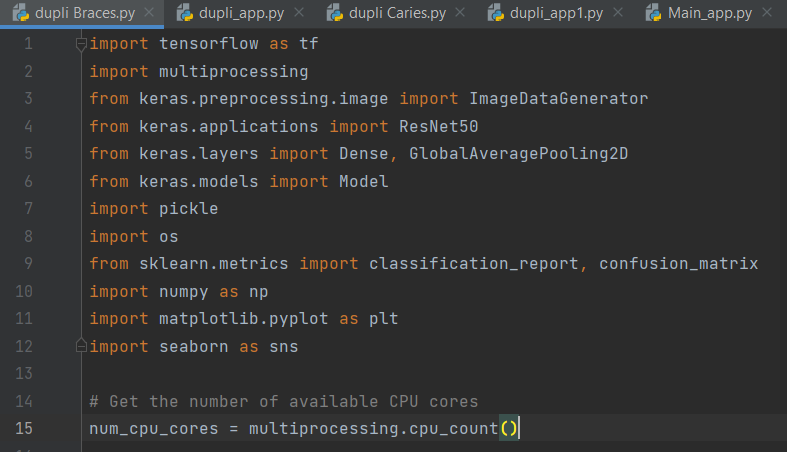 dupli Braces.py dupli_app.py dupli Caries.py dupli_app1.py Main_app.py
1 import tensorflow as tf
2 import multiprocessing
3 from keras.preprocessing.image import ImageDataGenerator
4 from keras.applications import ResNet50
5 from keras.layers import Dense, GlobalAveragePooling2D
6 from keras.models import Model
7 import pickle
8 import os
9 from sklearn.metrics import classification_report, confusion_matrix
10 import numpy as np
11 import matplotlib.pyplot as plt
12 import seaborn as sns
13
14 # Get the number of available CPU cores
15 num_cpu_cores = multiprocessing.cpu_count()